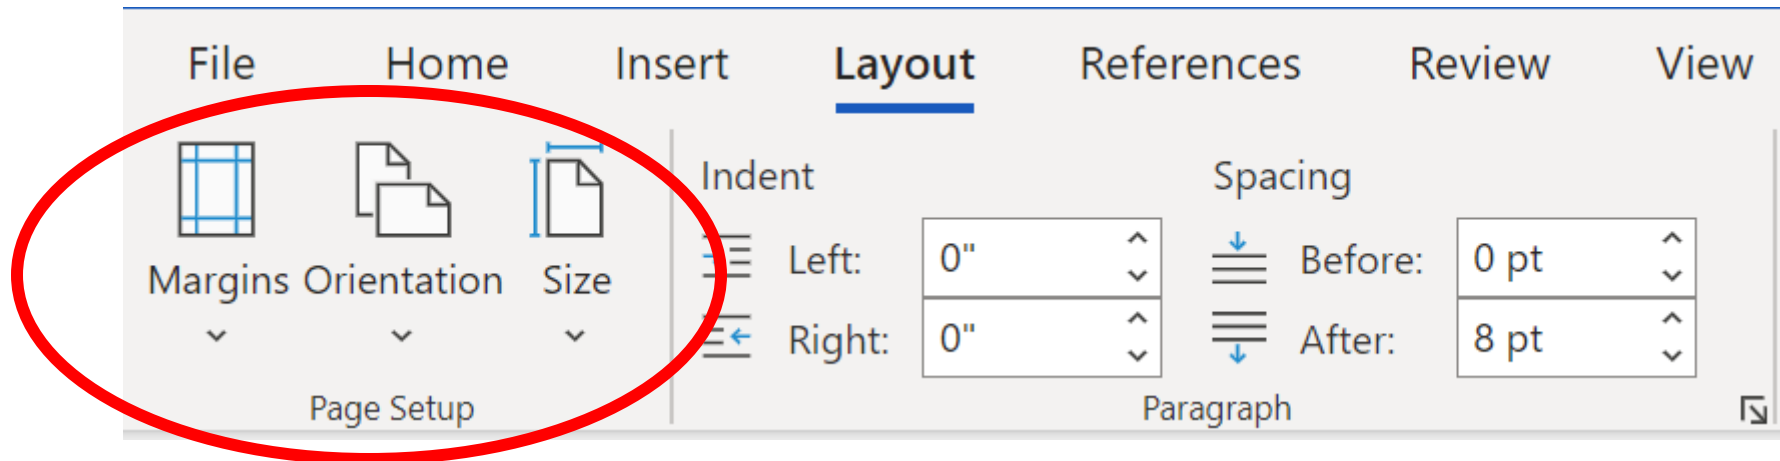 File Home Insert Layout References Review View
Indent Spacing
Margins Orientation Size Left: 0" Before: 0 pt
Right: 0" After: 8 pt
Page Setup Paragraph